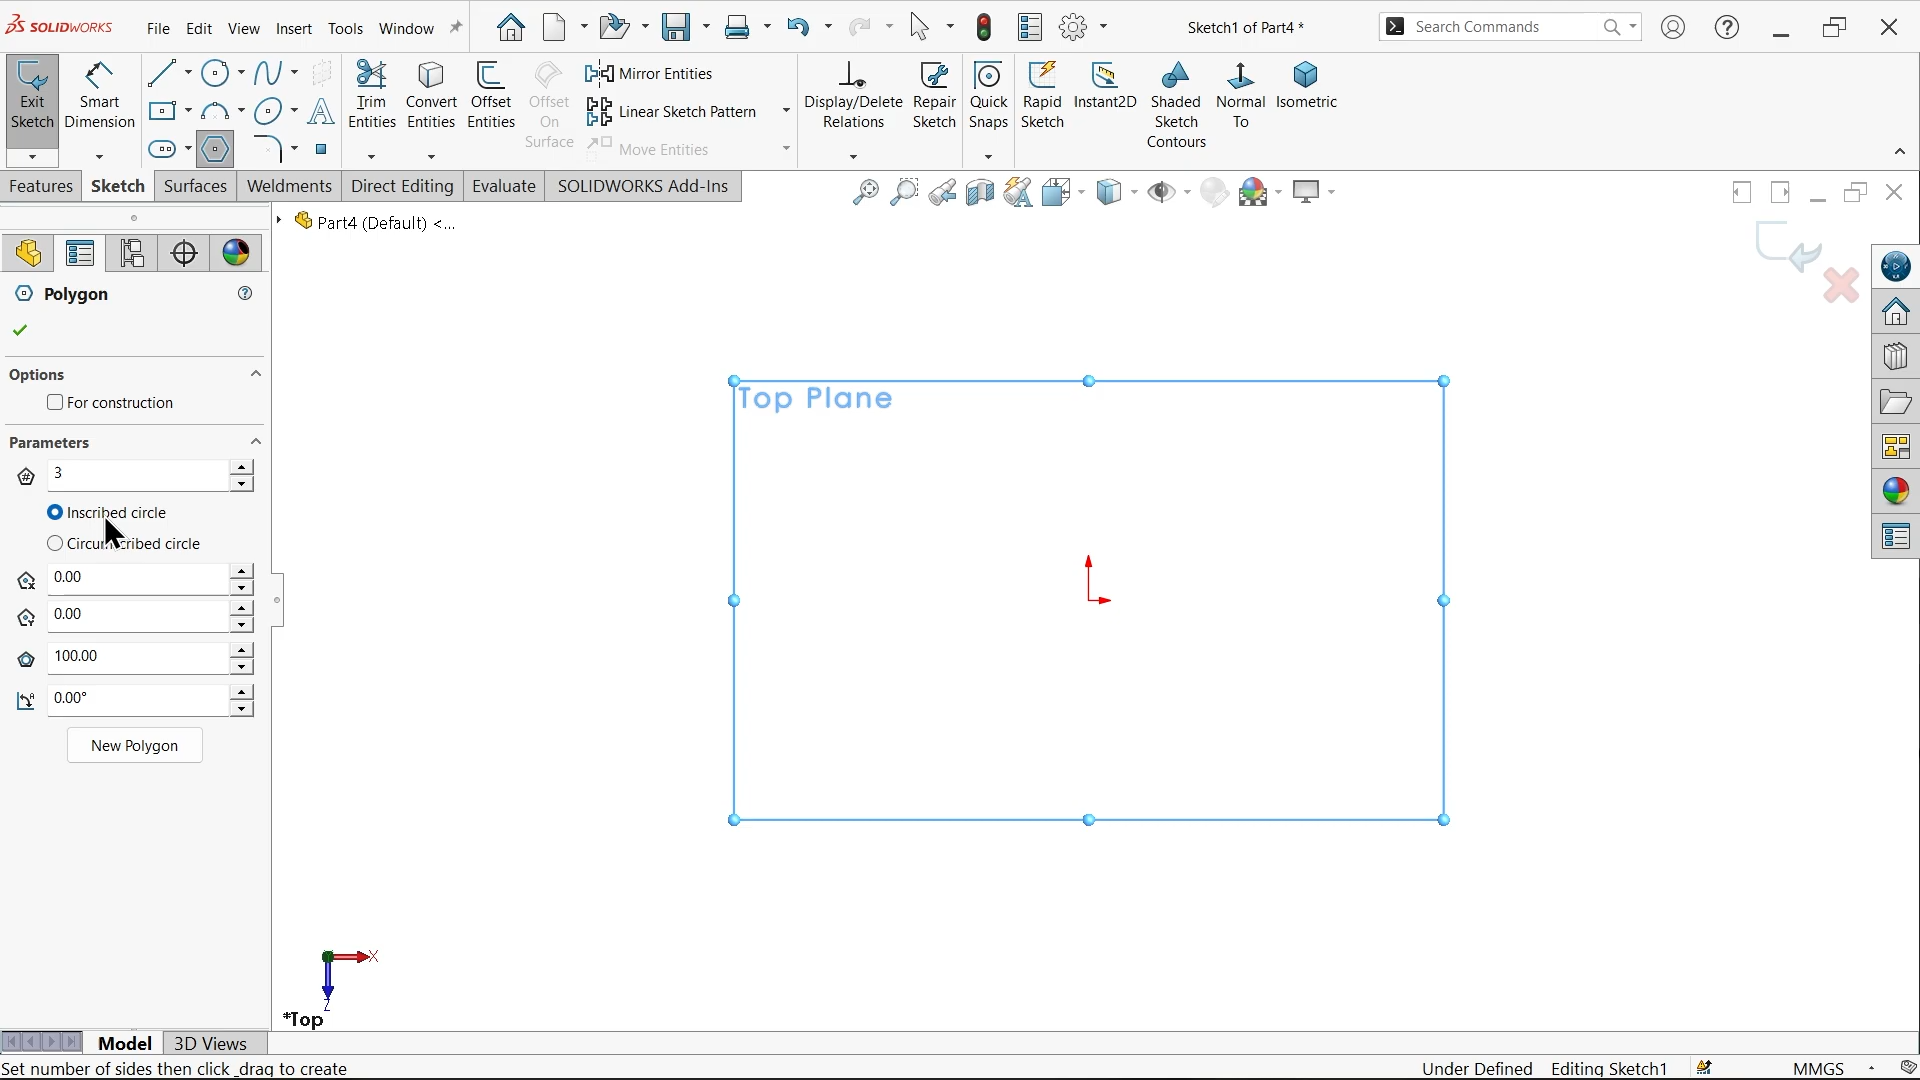 SOLIDWORKS
File Edit View Insert Tools Window
Sketch1 of Part4 *
Search Commands
Exit Sketch
Smart Dimension
Trim Entities
Convert Entities
Offset Entities
Offset On Surface
Mirror Entities
Linear Sketch Pattern
Move Entities
Display/Delete Relations
Repair Sketch
Quick Snaps
Rapid Sketch
Instant2D
Shaded Sketch Contours
Normal To
Isometric
Features Sketch Surfaces Weldments Direct Editing Evaluate SOLIDWORKS Add-Ins
Part4 (Default) <...
Polygon
Options
For construction
Parameters
3
Inscribed circle
Circumscribed circle
0.00
0.00
100.00
0.00°
New Polygon
Top Plane
X
Z
*Top
Model 3D Views
Set number of sides then click _drag to create
Under Defined Editing Sketch1 MMGS